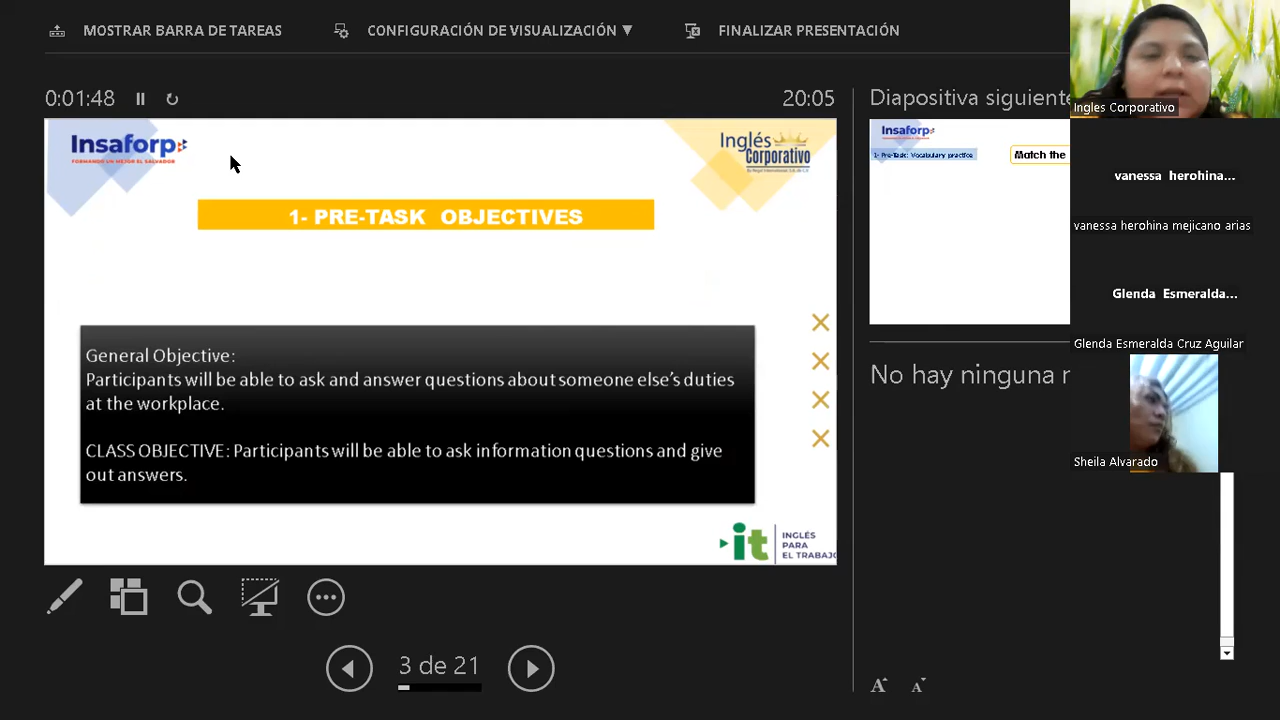 MOSTRAR BARRA DE TAREAS
CONFIGURACIÓN DE VISUALIZACIÓN ▼
FINALIZAR PRESENTACIÓN
0:01:48
20:05
Diapositiva siguiente
Insaforp
FORMANDO UN MEJOR EL SALVADOR
Inglés
Corporativo
1- PRE-TASK OBJECTIVES
General Objective:
Participants will be able to ask and answer questions about someone else's duties
at the workplace.
CLASS OBJECTIVE: Participants will be able to ask information questions and give
out answers.
it
INGLÉS
PARA
EL TRABAJO
3 de 21
Insaforp
1- Pre-Task: Vocabulary practice
Match the
No hay ninguna
A A
Ingles Corporativo
vanessa herohina...
vanessa herohina mejicano arias
Glenda Esmeralda...
Glenda Esmeralda Cruz Aguilar
Sheila Alvarado